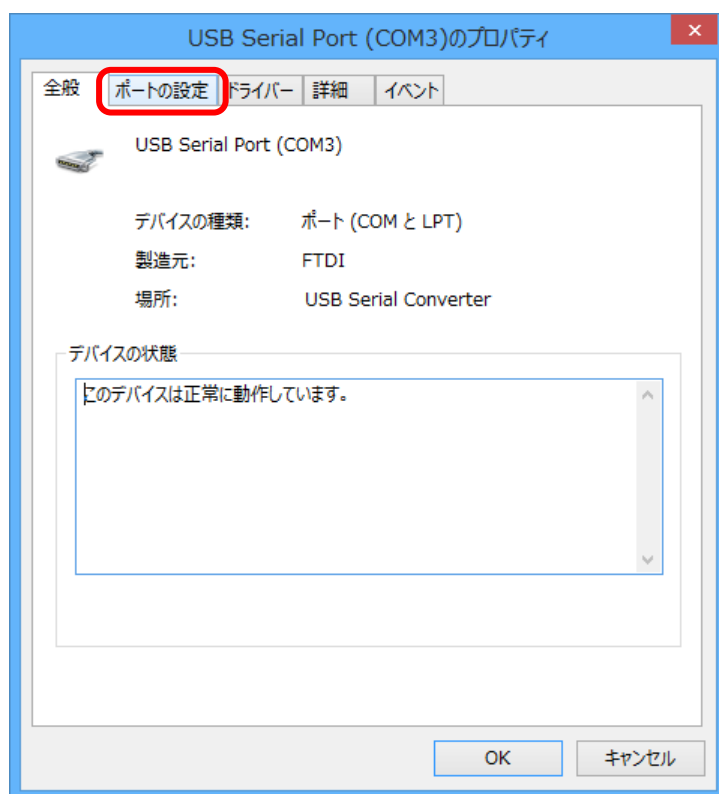 USB Serial Port (COM3)のプロパティ
全般 ポートの設定 ドライバー 詳細 イベント
USB Serial Port (COM3)
デバイスの種類: ポート (COM と LPT)
製造元: FTDI
場所: USB Serial Converter
デバイスの状態
このデバイスは正常に動作しています。
OK キャンセル